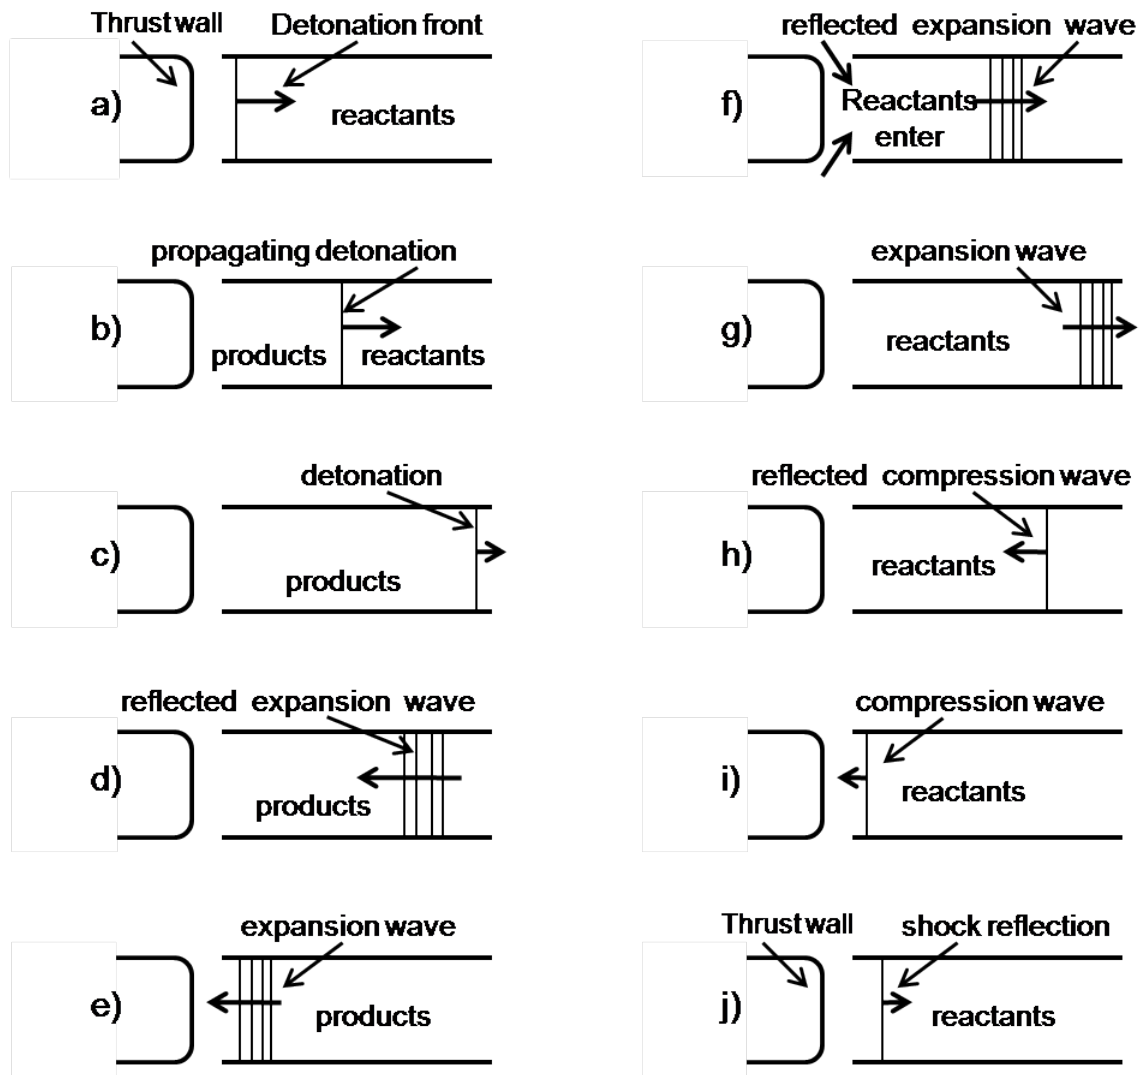 Thrust wall
Detonation front
a)
reactants
propagating detonation
b)
products
reactants
detonation
c)
products
reflected expansion wave
d)
products
expansion wave
e)
products
reflected expansion wave
f)
Reactants
enter
expansion wave
g)
reactants
reflected compression wave
h)
reactants
compression wave
i)
reactants
Thrust wall
shock reflection
j)
reactants